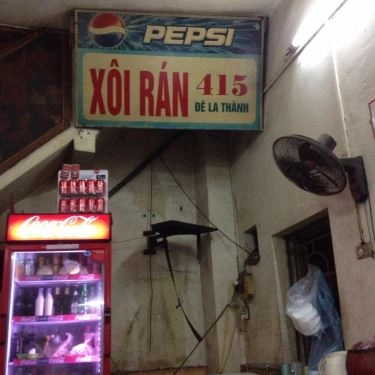 PEPSI
XÔI RÁN 415
ĐÊ LA THÀNH
Coca-Cola